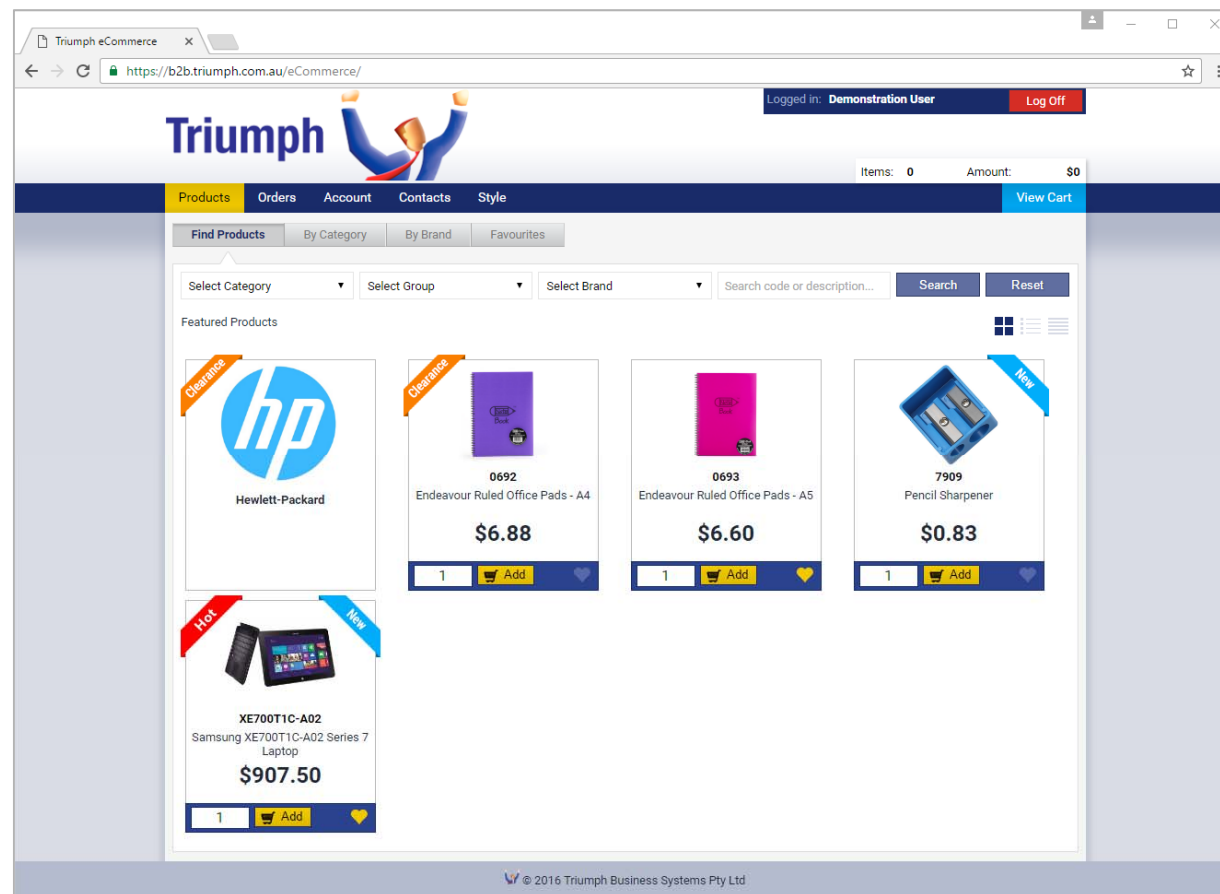 Triumph eCommerce
https://b2b.triumph.com.au/eCommerce/
Logged in: Demonstration User Log Off
Triumph
Items: 0 Amount: $0
Products Orders Account Contacts Style View Cart
Find Products By Category By Brand Favourites
Select Category Select Group Select Brand Search code or description... Search Reset
Featured Products
Clearance
hp
Hewlett-Packard
Clearance
Book
0692
Endeavour Ruled Office Pads - A4
$6.88
1 Add
Book
0693
Endeavour Ruled Office Pads - A5
$6.60
1 Add
New
7909
Pencil Sharpener
$0.83
1 Add
Hot
New
XE700T1C-A02
Samsung XE700T1C-A02 Series 7
Laptop
$907.50
1 Add
© 2016 Triumph Business Systems Pty Ltd